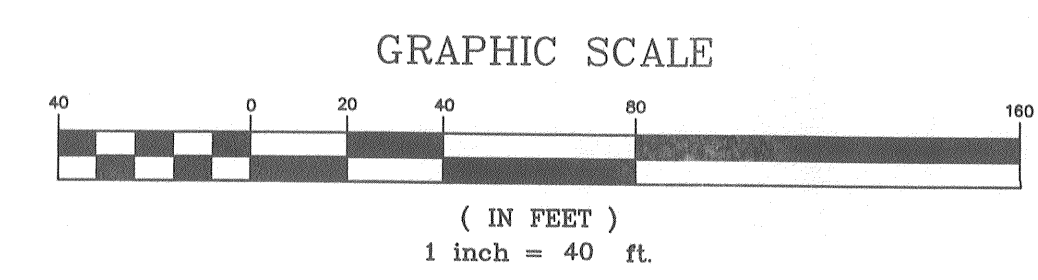 GRAPHIC SCALE
40 0 20 40 80 160
( IN FEET )
1 inch = 40 ft.